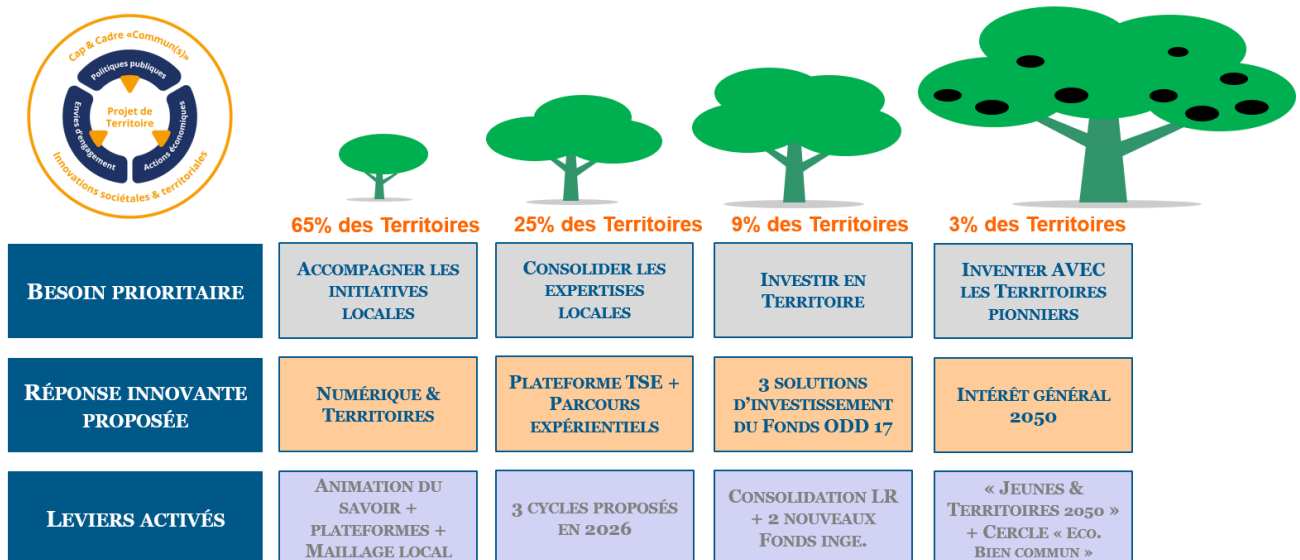 Cap & Cadre «Commun(s)»
Politiques publiques
Envies d'engagement
Projet de
Territoire
Actions économiques
Innovations sociétales & territoriales
65% des Territoires
25% des Territoires
9% des Territoires
3% des Territoires
BESOIN PRIORITAIRE
ACCOMPAGNER LES
INITIATIVES
LOCALES
CONSOLIDER LES
EXPERTISES
LOCALES
INVESTIR EN
TERRITOIRE
INVENTER AVEC
LES TERRITOIRES
PIONNIERS
RÉPONSE INNOVANTE
PROPOSÉE
NUMÉRIQUE &
TERRITOIRES
PLATEFORME TSE +
PARCOURS
EXPÉRIENTIELS
3 SOLUTIONS
D'INVESTISSEMENT
DU FONDS ODD 17
INTÉRÊT GÉNÉRAL
2050
LEVIERS ACTIVÉS
ANIMATION DU
SAVOIR +
PLATEFORMES +
MAILLAGE LOCAL
3 CYCLES PROPOSÉS
EN 2026
CONSOLIDATION LR
+ 2 NOUVEAUX
FONDS INGE.
« JEUNES &
TERRITOIRES 2050 »
+ CERCLE « ECO.
BIEN COMMUN »